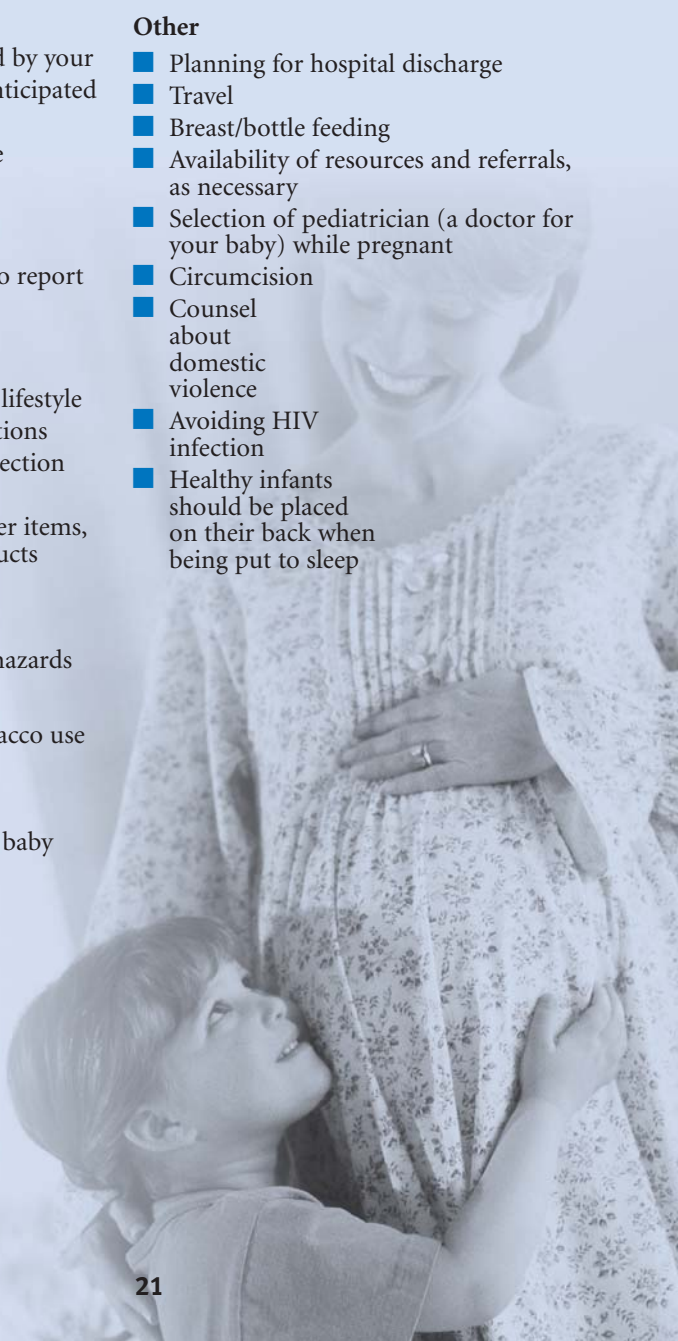 d by your
nticipated
e
o report
lifestyle
tions
ection
er items,
ucts
hazards
acco use
baby
Other
Planning for hospital discharge
Travel
Breast/bottle feeding
Availability of resources and referrals,
as necessary
Selection of pediatrician (a doctor for
your baby) while pregnant
Circumcision
Counsel
about
domestic
violence
Avoiding HIV
infection
Healthy infants
should be placed
on their back when
being put to sleep
21